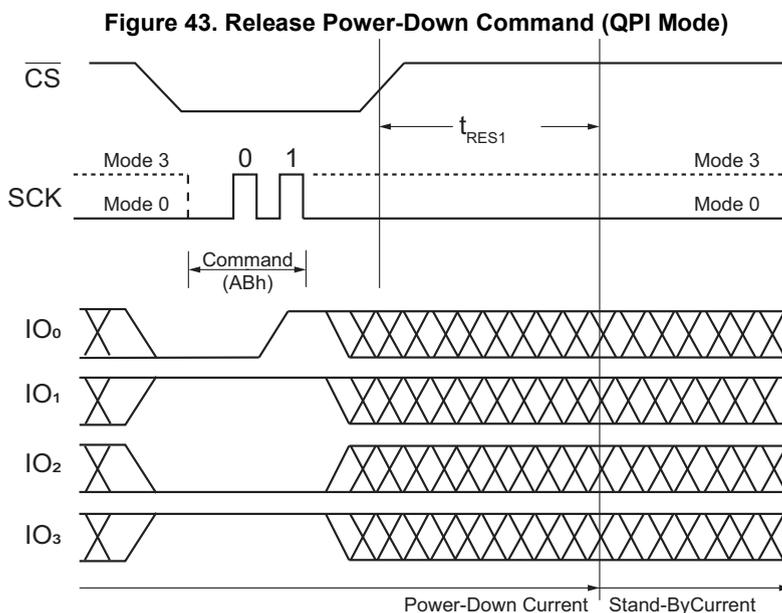 Figure 43. Release Power-Down Command (QPI Mode)
CS
tRES1
Mode 3 0 1 Mode 3
SCK
Mode 0 Mode 0
Command
(ABh)
IO₀
IO₁
IO₂
IO₃
Power-Down Current Stand-ByCurrent